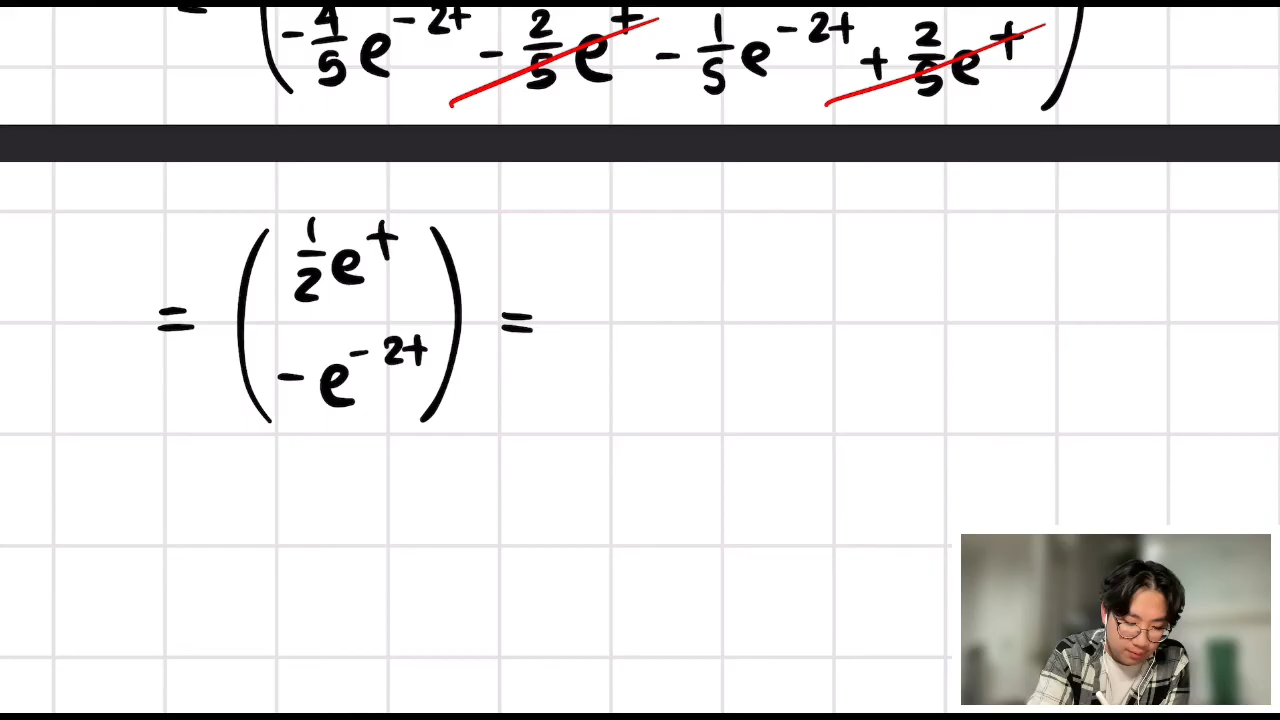 = ( -4/5 e^{-2t} - 2/5 e^t - 1/5 e^{-2t} + 2/5 e^t )
= ( 1/2 e^t
- e^{-2t} ) =